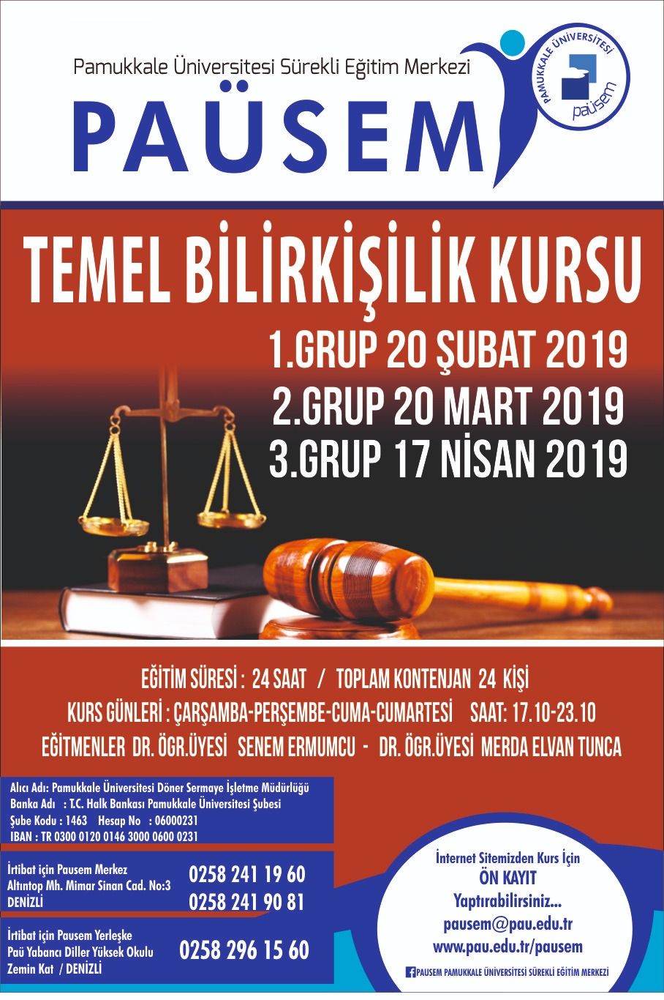 Pamukkale Üniversitesi Sürekli Eğitim Merkezi
PAÜSEM
PAMUKKALE ÜNİVERSİTESİ
paüsem
TEMEL BİLİRKİŞİLİK KURSU
1.GRUP 20 ŞUBAT 2019
2.GRUP 20 MART 2019
3.GRUP 17 NİSAN 2019
EĞİTİM SÜRESİ : 24 SAAT / TOPLAM KONTENJAN 24 KİŞİ
KURS GÜNLERİ : ÇARŞAMBA-PERŞEMBE-CUMA-CUMARTESİ SAAT: 17.10-23.10
EĞİTMENLER DR. ÖGR.ÜYESİ SENEM ERMUMCU - DR. ÖGR.ÜYESİ MERDA ELVAN TUNCA
Alıcı Adı: Pamukkale Üniversitesi Döner Sermaye İşletme Müdürlüğü
Banka Adı : T.C. Halk Bankası Pamukkale Üniversitesi Şubesi
Şube Kodu : 1463 Hesap No : 06000231
IBAN : TR 0300 0120 0146 3000 0600 0231
İrtibat için Pausem Merkez
Altıntop Mh. Mimar Sinan Cad. No:3
DENİZLİ
0258 241 19 60
0258 241 90 81
İrtibat için Pausem Yerleşke
Paü Yabancı Diller Yüksek Okulu
Zemin Kat / DENİZLİ
0258 296 15 60
İnternet Sitemizden Kurs İçin
ÖN KAYIT
Yaptırabilirsiniz...
pausem@pau.edu.tr
www.pau.edu.tr/pausem
PAUSEM PAMUKKALE ÜNİVERSİTESİ SÜREKLİ EĞİTİM MERKEZİ